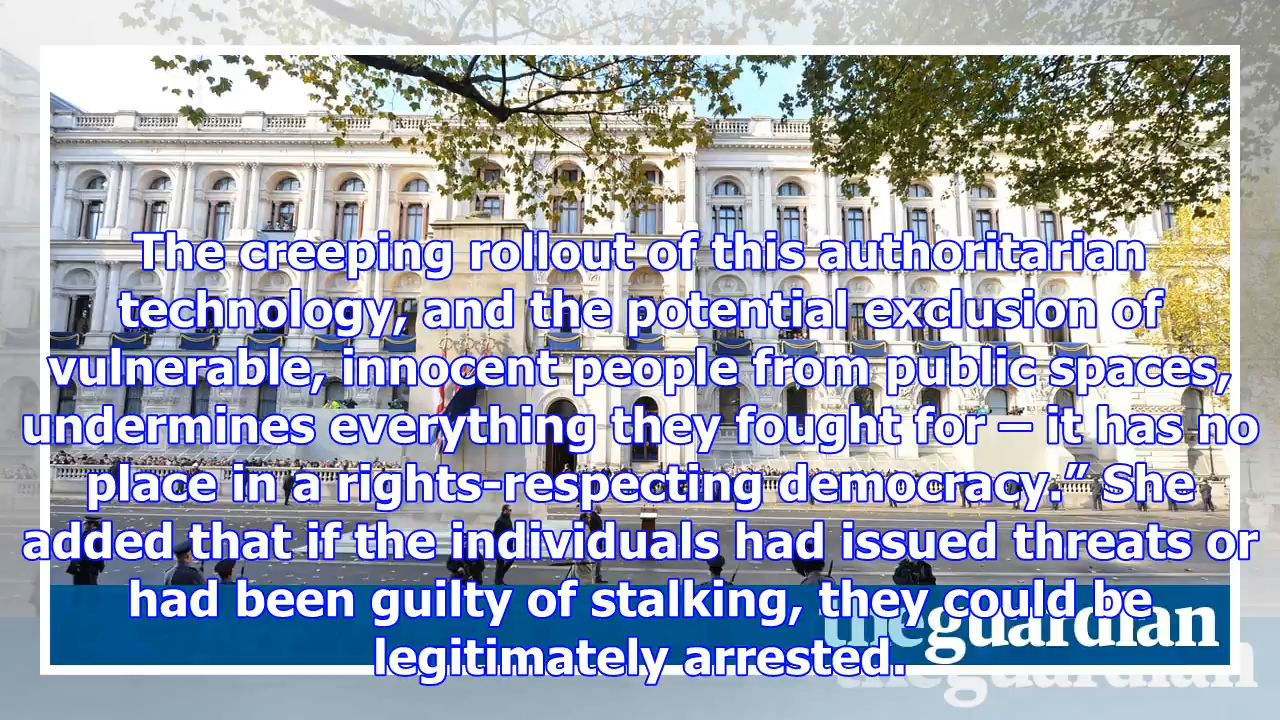 The creeping rollout of this authoritarian
technology, and the potential exclusion of
vulnerable, innocent people from public spaces,
undermines everything they fought for – it has no
place in a rights-respecting democracy.” She
added that if the individuals had issued threats or
had been guilty of stalking, they could be
legitimately arrested.
theguardian
theguardian